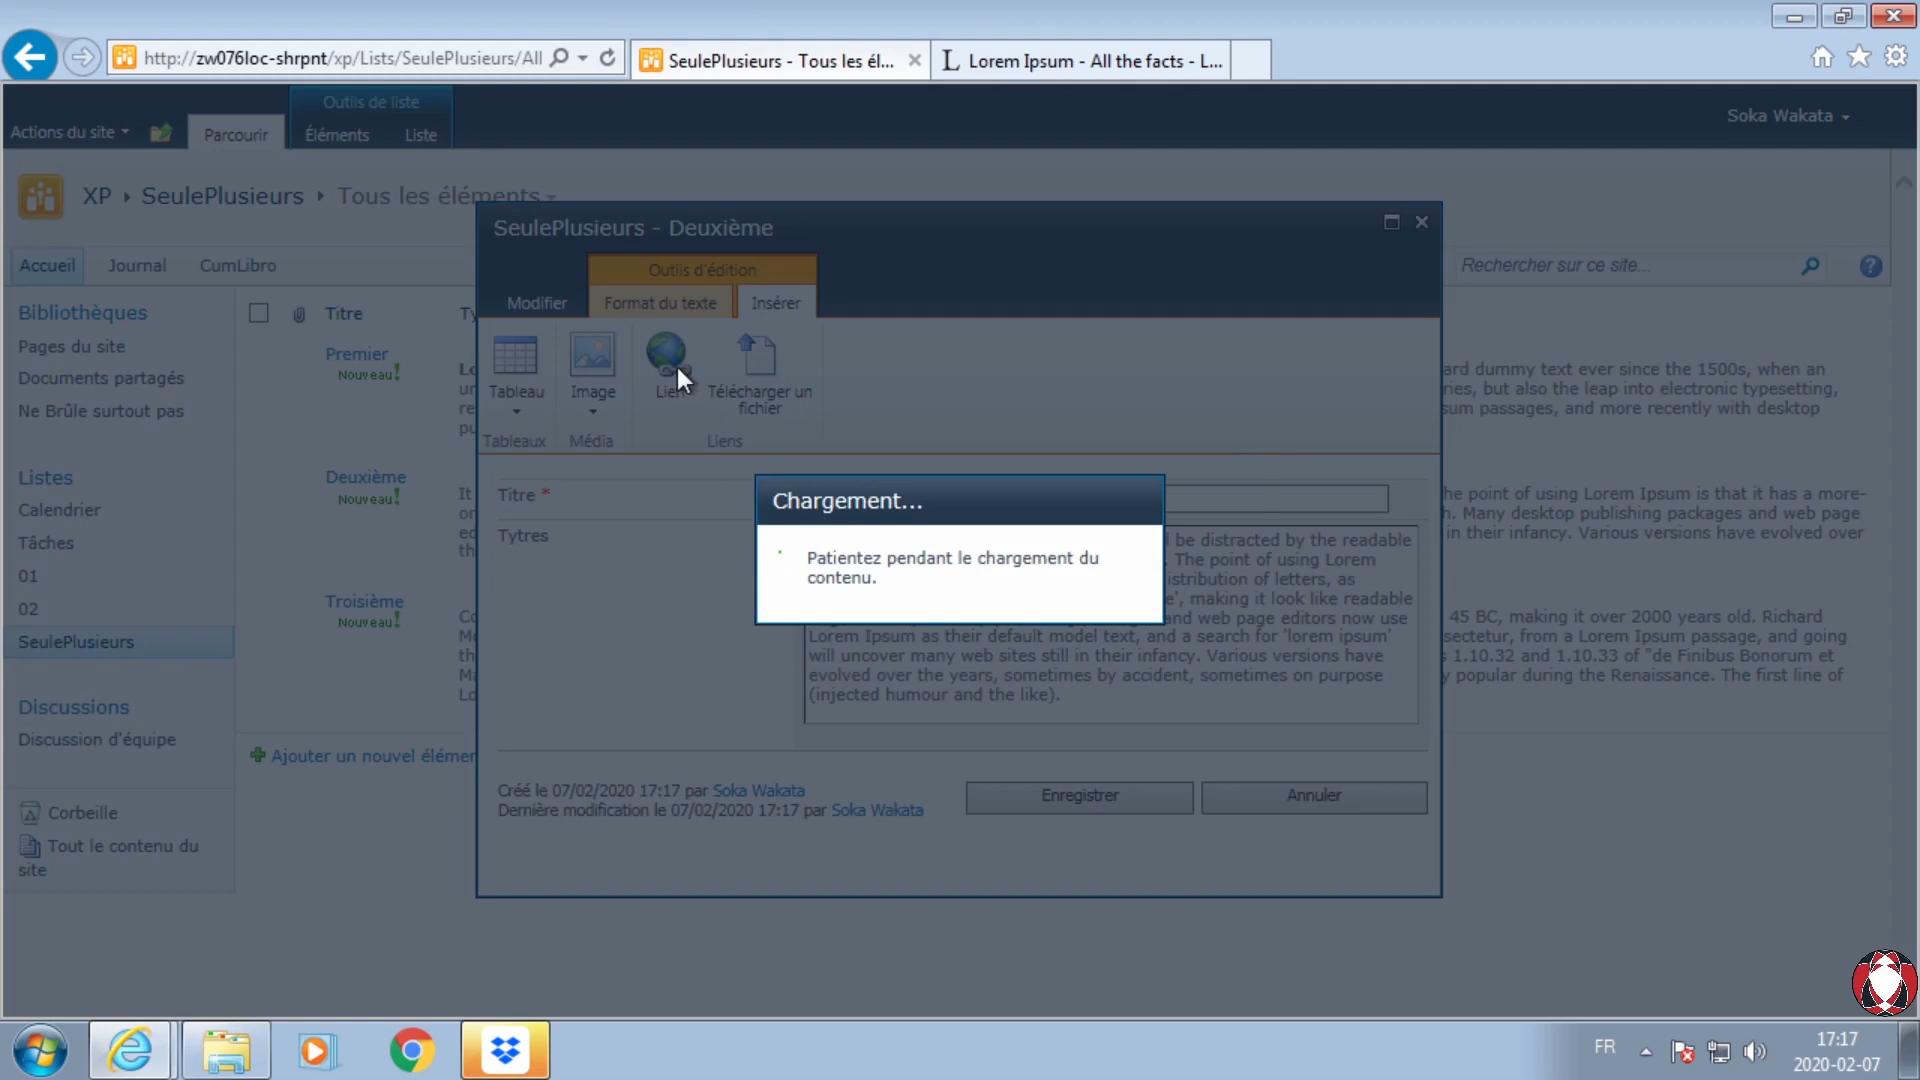 http://zw076loc-shrpnt/xp/Lists/SeulePlusieurs/All
SeulePlusieurs - Tous les él...
Lorem Ipsum - All the facts - L...
Outils de liste
Actions du site
Parcourir
Éléments
Liste
Soka Wakata
XP
SeulePlusieurs
Tous les éléments
SeulePlusieurs - Deuxième
Outils d'édition
Modifier
Format du texte
Insérer
Accueil
Journal
CumLibro
Rechercher sur ce site...
Bibliothèques
Pages du site
Documents partagés
Ne Brûle surtout pas
Listes
Calendrier
Tâches
01
02
SeulePlusieurs
Discussions
Discussion d'équipe
Corbeille
Tout le contenu du
site
Titre
Ty
Premier
Nouveau!
Lo
un
re
pu
Deuxième
Nouveau!
It
or
ed
th
Troisième
Nouveau!
Co
Mo
th
Ma
Lo
Ajouter un nouvel élémen
Tableau
Image
Lien
Télécharger un
fichier
Tableaux
Média
Liens
Titre *
Tytres
Chargement...
Patientez pendant le chargement du
contenu.
l be distracted by the readable
. The point of using Lorem
istribution of letters, as
e', making it look like readable
and web page editors now use
Lorem Ipsum as their default model text, and a search for 'lorem ipsum'
will uncover many web sites still in their infancy. Various versions have
evolved over the years, sometimes by accident, sometimes on purpose
(injected humour and the like).
Créé le 07/02/2020 17:17 par Soka Wakata
Dernière modification le 07/02/2020 17:17 par Soka Wakata
Enregistrer
Annuler
ard dummy text ever since the 1500s, when an
ries, but also the leap into electronic typesetting,
sum passages, and more recently with desktop
he point of using Lorem Ipsum is that it has a more-
h. Many desktop publishing packages and web page
in their infancy. Various versions have evolved over
45 BC, making it over 2000 years old. Richard
sectetur, from a Lorem Ipsum passage, and going
s 1.10.32 and 1.10.33 of "de Finibus Bonorum et
y popular during the Renaissance. The first line of
FR
17:17
2020-02-07